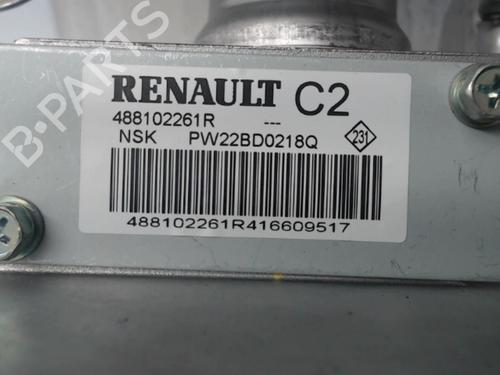 RENAULT C2
488102261R ---
NSK PW22BD0218Q 231
488102261R416609517
B-PARTS